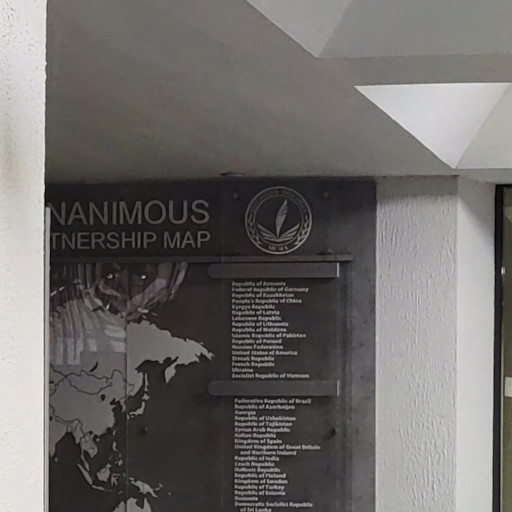 NANIMOUS
TNERSHIP MAP
Republic of Armenia
Federal Republic of Germany
Republic of Kazakhstan
People's Republic of China
Kyrgyz Republic
Republic of Latvia
Lebanese Republic
Republic of Lithuania
Republic of Moldova
Islamic Republic of Pakistan
Republic of Poland
Russian Federation
United States of America
Slovak Republic
French Republic
Ukraine
Socialist Republic of Vietnam
Federative Republic of Brazil
Republic of Azerbaijan
Georgia
Republic of Uzbekistan
Republic of Tajikistan
Syrian Arab Republic
Italian Republic
Kingdom of Spain
United Kingdom of Great Britain
and Northern Ireland
Republic of India
Czech Republic
Hellenic Republic
Republic of Finland
Kingdom of Sweden
Republic of Turkey
Republic of Estonia
Romania
Democratic Socialist Republic
of Sri Lanka